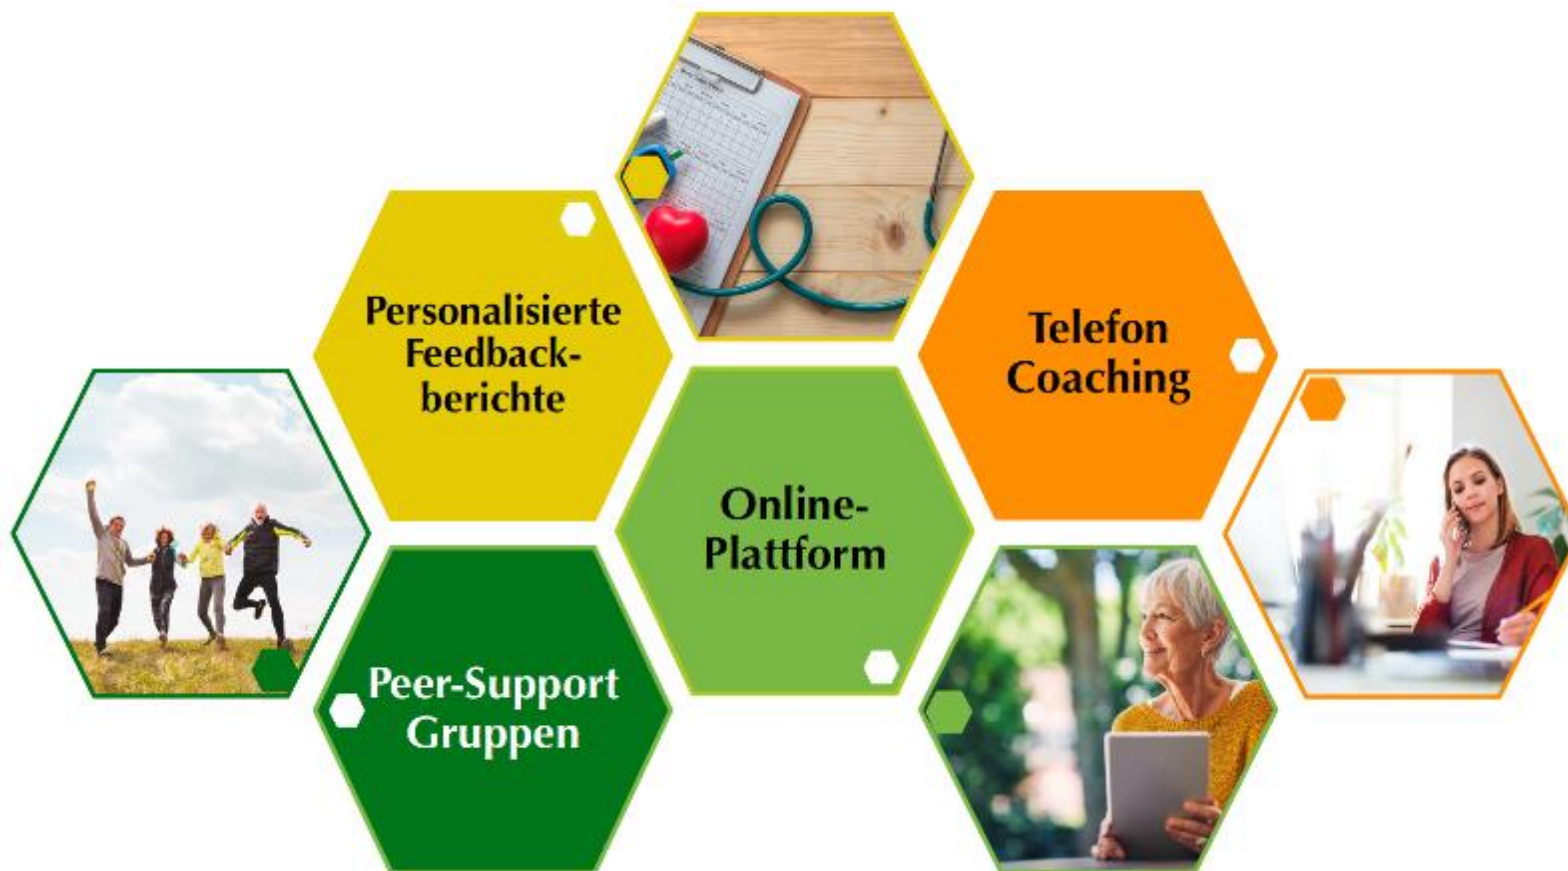 Personalisierte
Feedback-
berichte
Telefon
Coaching
Online-
Plattform
Peer-Support
Gruppen